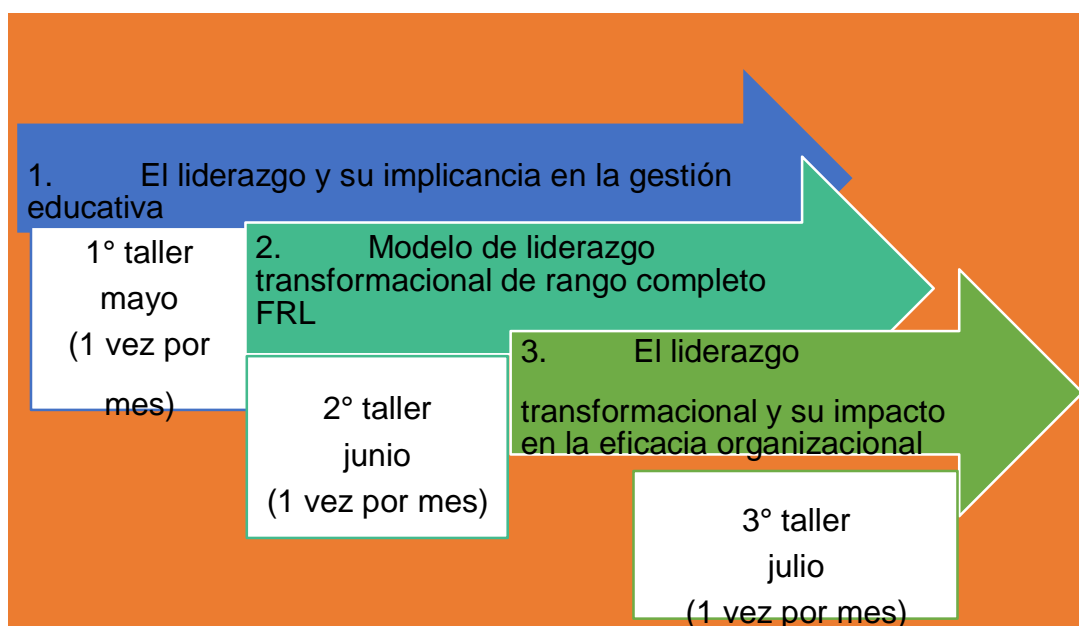 1. El liderazgo y su implicancia en la gestión
educativa
1° taller
mayo
(1 vez por
mes)
2. Modelo de liderazgo
transformacional de rango completo
FRL
2° taller
junio
(1 vez por mes)
3. El liderazgo
transformacional y su impacto
en la eficacia organizacional
3° taller
julio
(1 vez por mes)